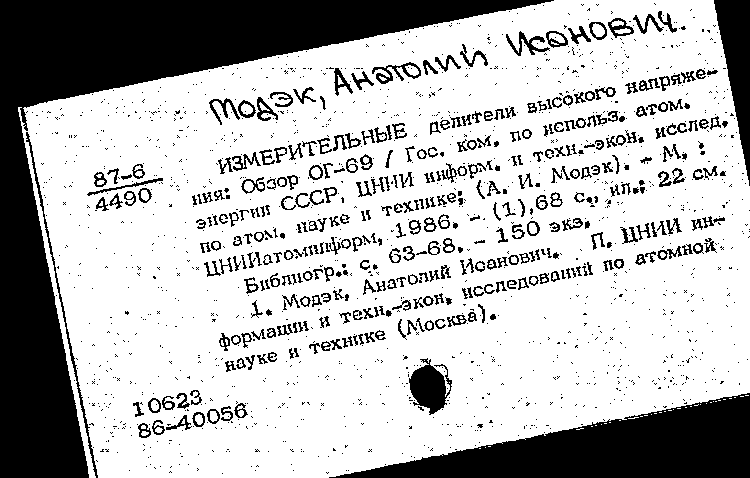 Модэк, Анатолий Исанович.
87-6
4490
ИЗМЕРИТЕЛЬНЫЕ делители высокого напряже-
ния: Обзор ОГ-69 / Гос. ком. по использ. атом.
энергии СССР, ЦНИИ информ. и техн.-экон. исслед.
по атом. науке и технике; (А. И. Модэк). - М. :
ЦНИИатоминформ, 1986. - (1),68 с., ил.; 22 см.
Библиогр.: с. 63-68. - 150 экз.
1. Модэк, Анатолий Исанович. П. ЦНИИ ин-
формации и техн.-экон. исследований по атомной
науке и технике (Москва).
10623
86-40056